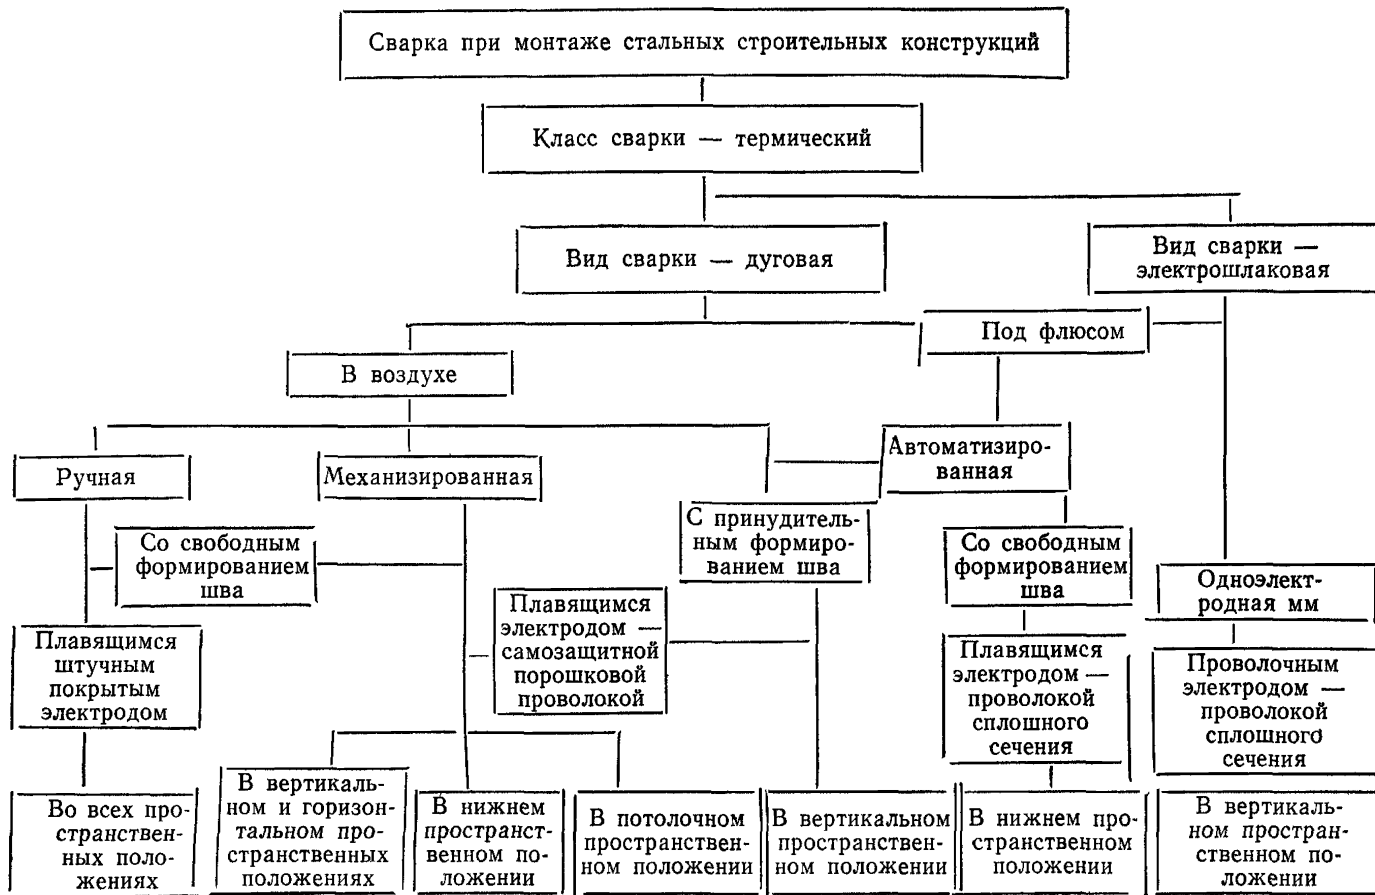 Сварка при монтаже стальных строительных конструкций
Класс сварки — термический
Вид сварки — дуговая
Вид сварки —
электрошлаковая
Под флюсом
В воздухе
Ручная
Механизированная
Автоматизиро-
ванная
С принудитель-
ным формиро-
ванием шва
Со свободным
формированием
шва
Со свободным
формированием
шва
Одноэлект-
родная мм
Плавящимся
штучным
покрытым
электродом
Плавящимся
электродом —
самозащитной
порошковой
проволокой
Плавящимся
электродом —
проволокой
сплошного
сечения
Проволочным
электродом —
проволокой
сплошного
сечения
Во всех про-
странствен-
ных поло-
жениях
В вертикаль-
ном и горизон-
тальном про-
странственных
положениях
В нижнем
пространст-
венном по-
ложении
В потолочном
пространствен-
ном положении
В вертикальном
пространствен-
ном положении
В нижнем про-
странственном
положении
В вертикаль-
ном простран-
ственном по-
ложении